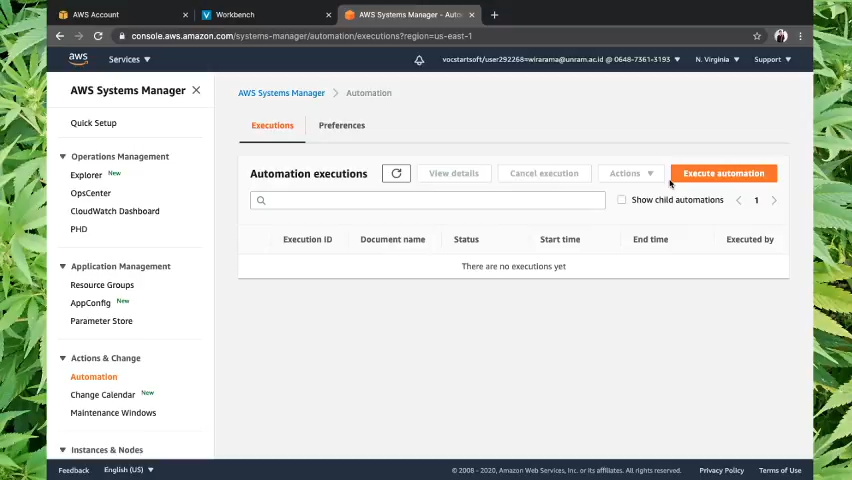 AWS Account
Workbench
AWS Systems Manager - Auto
console.aws.amazon.com/systems-manager/automation/executions?region=us-east-1
aws
Services
vocstartsoft/user292268=wirarama@unram.ac.id @ 0648-7361-3193
N. Virginia
Support
AWS Systems Manager
Quick Setup
Operations Management
Explorer New
OpsCenter
CloudWatch Dashboard
PHD
Application Management
Resource Groups
AppConfig New
Parameter Store
Actions & Change
Automation
Change Calendar New
Maintenance Windows
Instances & Nodes
AWS Systems Manager > Automation
Executions
Preferences
Automation executions
View details
Cancel execution
Actions
Execute automation
Show child automations
1
Execution ID
Document name
Status
Start time
End time
Executed by
There are no executions yet
Feedback
English (US)
© 2008 - 2020, Amazon Web Services, Inc. or its affiliates. All rights reserved.
Privacy Policy
Terms of Use